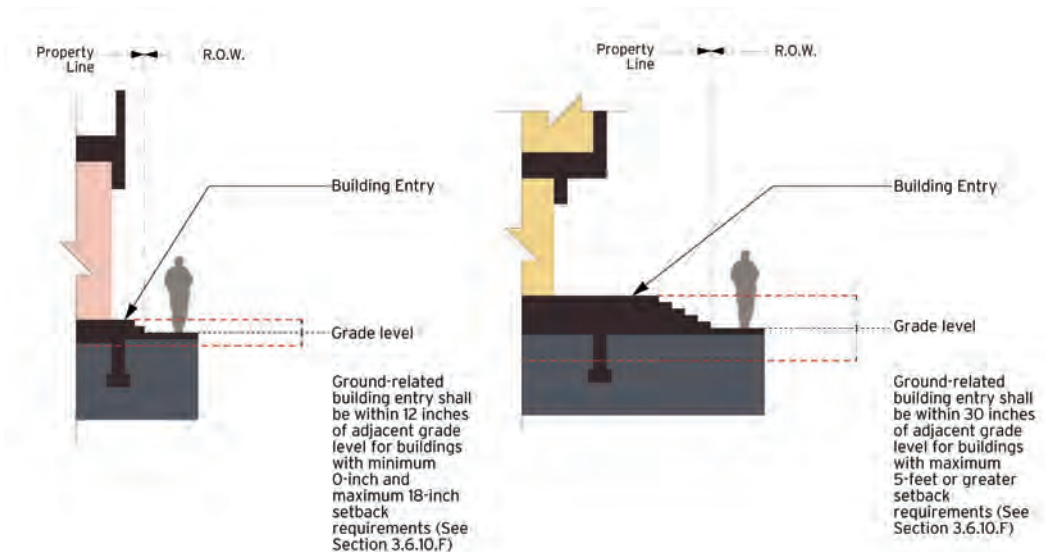 Property
Line
R.O.W.
Building Entry
Grade level
Ground-related
building entry shall
be within 12 inches
of adjacent grade
level for buildings
with minimum
0-inch and
maximum 18-inch
setback
requirements (See
Section 3.6.10.F)
Property
Line
R.O.W.
Building Entry
Grade level
Ground-related
building entry shall
be within 30 inches
of adjacent grade
level for buildings
with maximum
5-feet or greater
setback
requirements (See
Section 3.6.10.F)